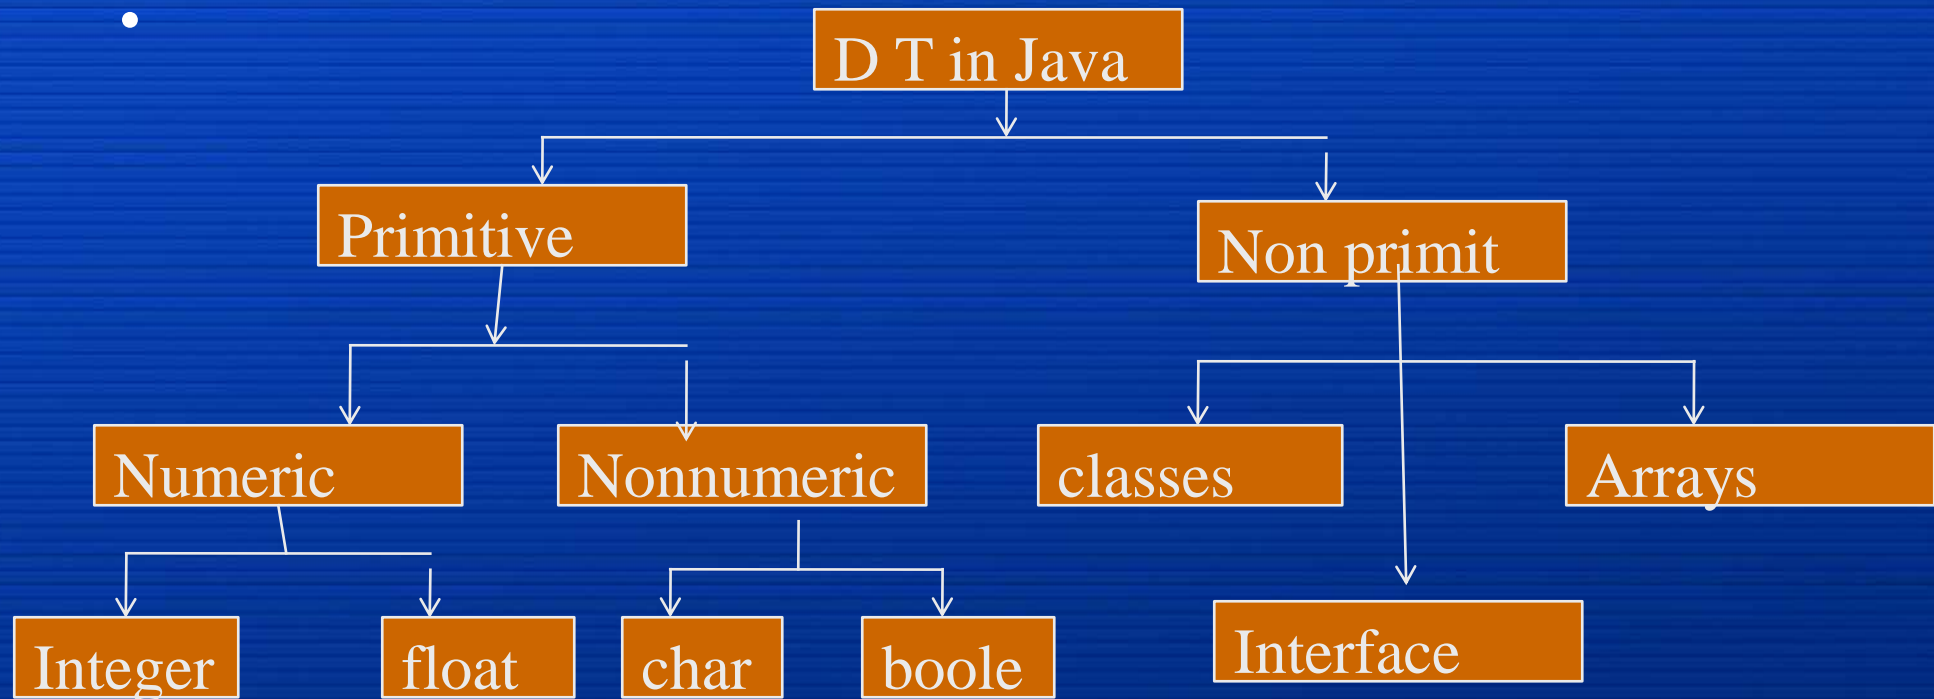 D T in Java
Primitive
Non primit
Numeric
Nonnumeric
classes
Arrays
Integer
float
char
boole
Interface